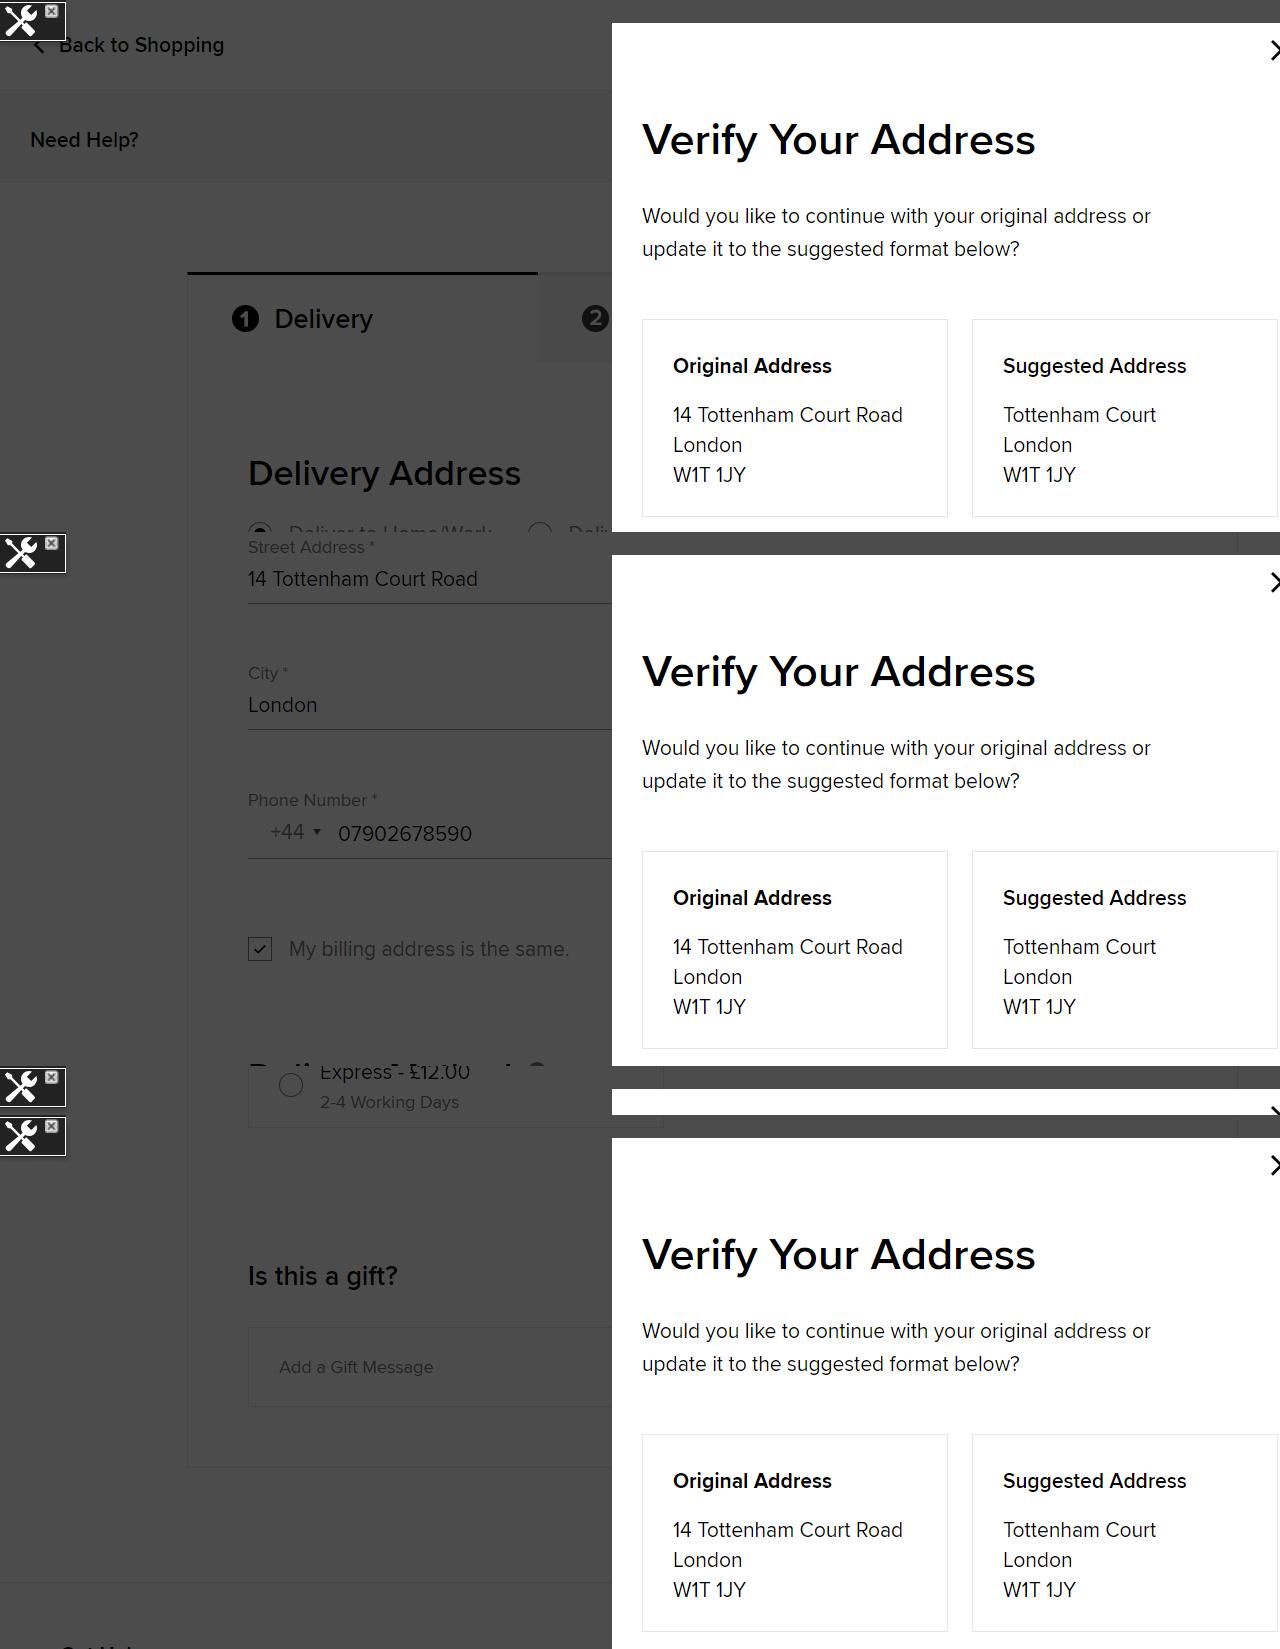 Back to Shopping
Need Help?
1 Delivery
2
Delivery Address
Deliver to Home/Work
Street Address *
14 Tottenham Court Road
City *
London
Phone Number *
+44 07902678590
My billing address is the same.
Express - £12.00
2-4 Working Days
Is this a gift?
Add a Gift Message
Verify Your Address
Would you like to continue with your original address or
update it to the suggested format below?
Original Address
14 Tottenham Court Road
London
W1T 1JY
Suggested Address
Tottenham Court
London
W1T 1JY
Verify Your Address
Would you like to continue with your original address or
update it to the suggested format below?
Original Address
14 Tottenham Court Road
London
W1T 1JY
Suggested Address
Tottenham Court
London
W1T 1JY
Verify Your Address
Would you like to continue with your original address or
update it to the suggested format below?
Original Address
14 Tottenham Court Road
London
W1T 1JY
Suggested Address
Tottenham Court
London
W1T 1JY